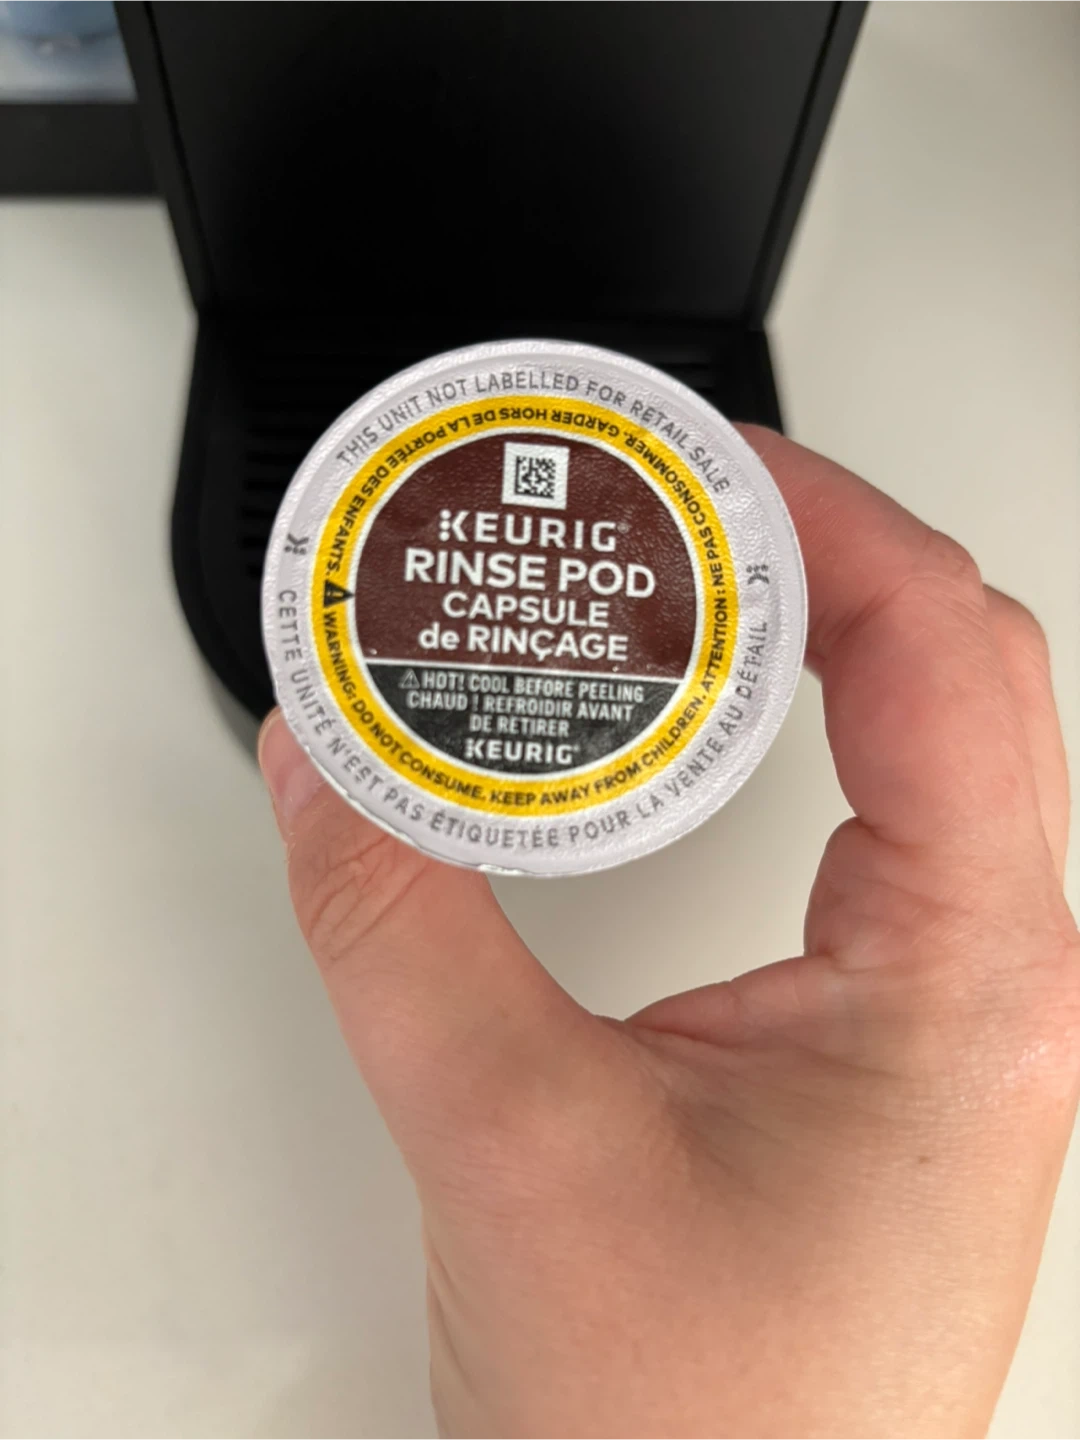 THIS UNIT NOT LABELLED FOR RETAIL SALE
CETTE UNITÉ N'EST PAS ÉTIQUETÉE POUR LA VENTE AU DÉTAIL
⚠ WARNING: DO NOT CONSUME. KEEP AWAY FROM CHILDREN. ATTENTION : NE PAS CONSOMMER. GARDER HORS DE LA PORTÉE DES ENFANTS.
KEURIG®
RINSE POD
CAPSULE
de RINÇAGE
⚠ HOT! COOL BEFORE PEELING
CHAUD ! REFROIDIR AVANT
DE RETIRER
KEURIG®